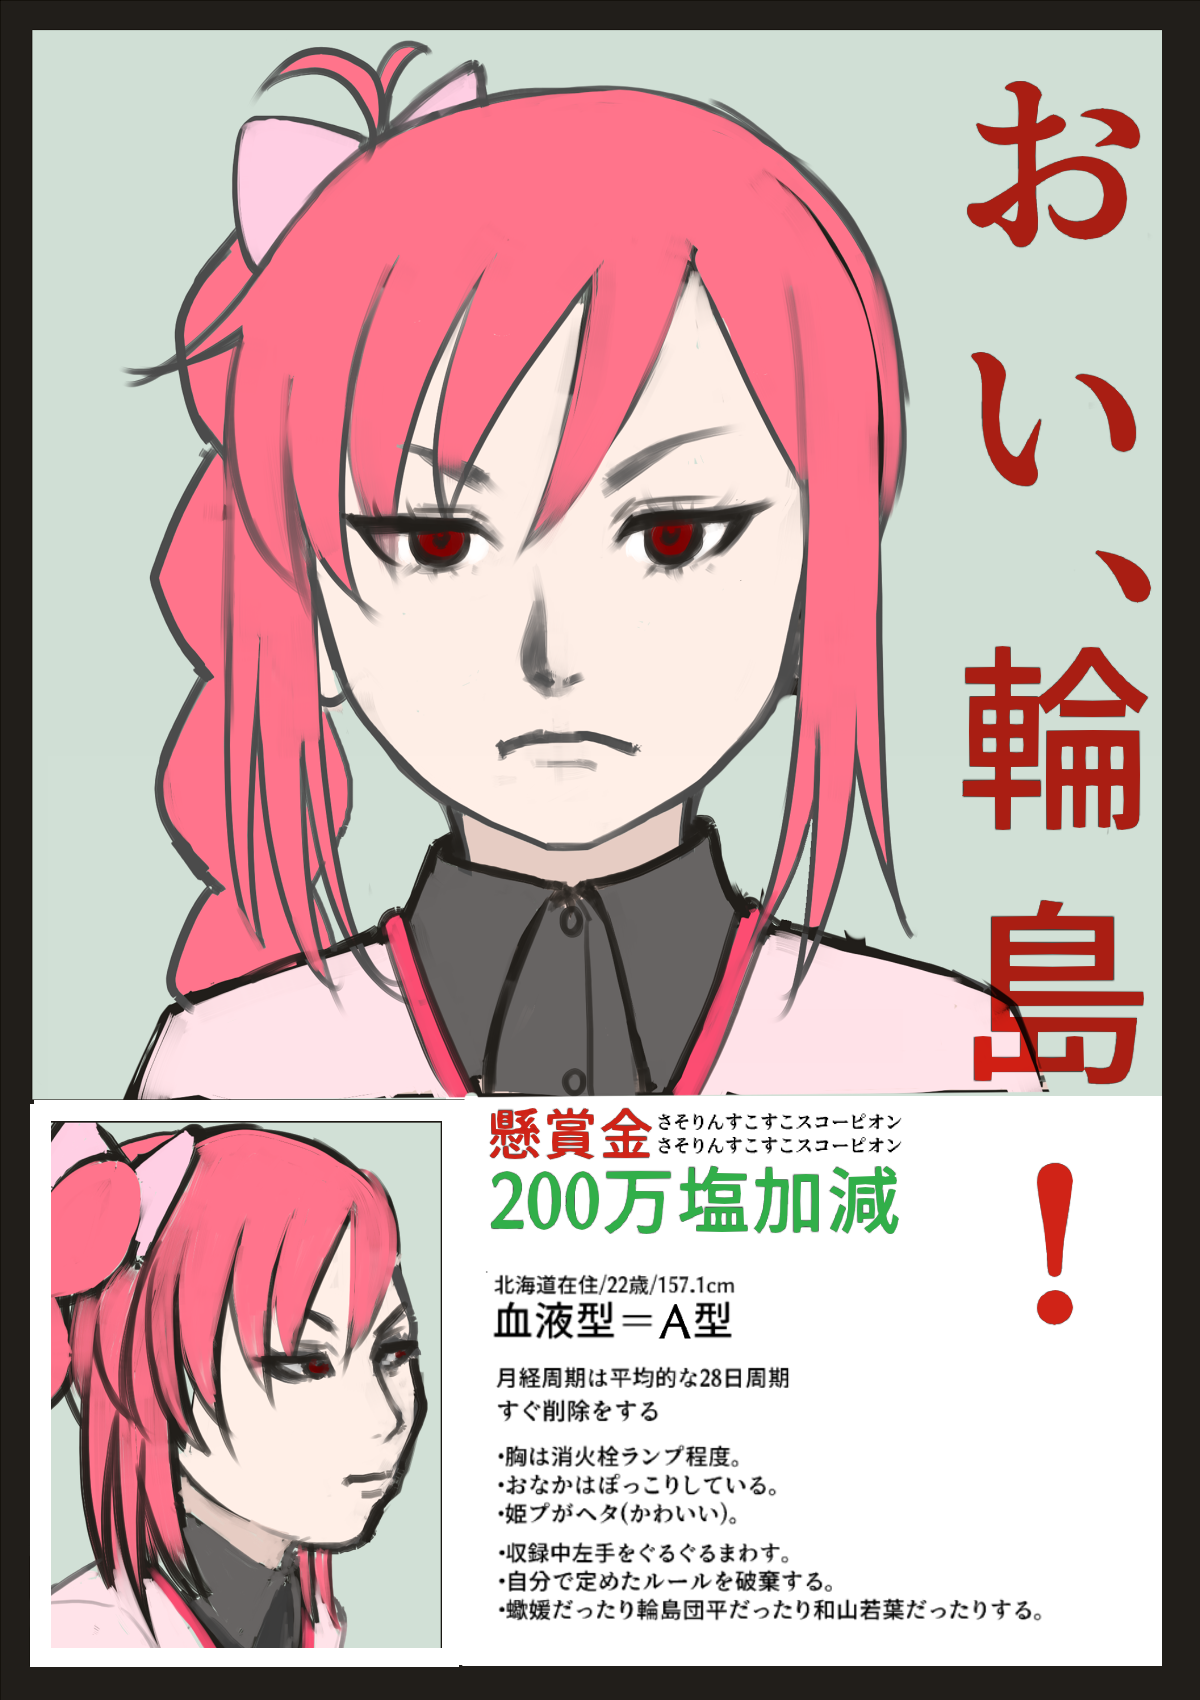 おい、輪島！
懸賞金
さそりんすこすこスコーピオン
さそりんすこすこスコーピオン
200万塩加減
北海道在住/22歳/157.1cm
血液型＝A型
月経周期は平均的な28日周期
すぐ削除をする
・胸は消火栓ランプ程度。
・おなかはぽっこりしている。
・姫プがヘタ(かわいい)。
・収録中左手をぐるぐるまわす。
・自分で定めたルールを破棄する。
・蠍媛だったり輪島団平だったり和山若葉だったりする。